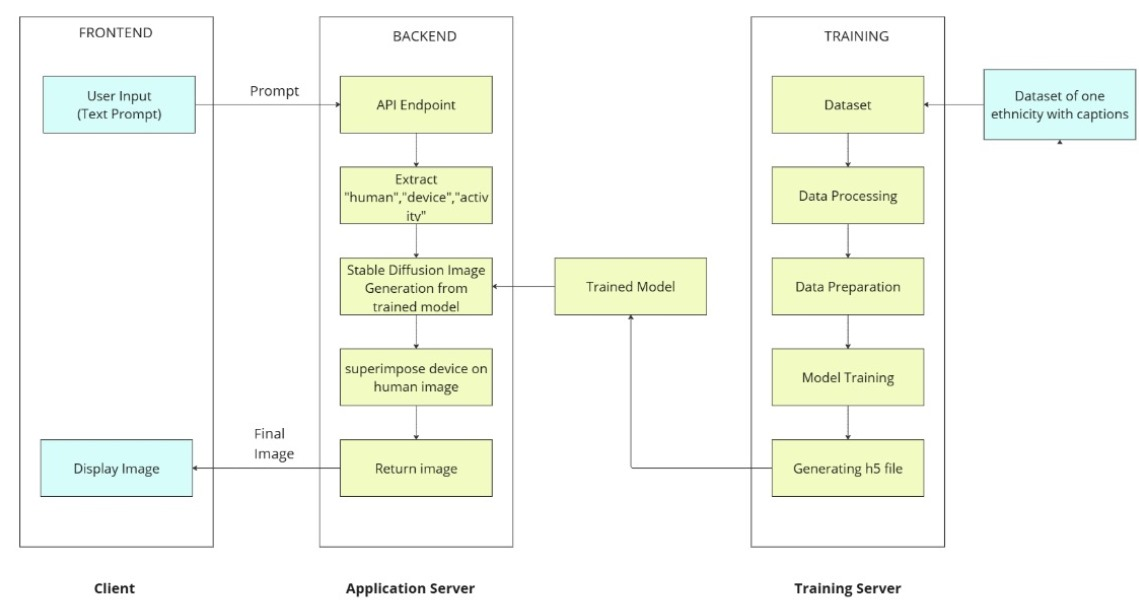 FRONTEND
BACKEND
TRAINING
User Input
(Text Prompt)
Prompt
API Endpoint
Dataset
Dataset of one
ethnicity with captions
Extract
"human","device","activ
ity"
Data Processing
Stable Diffusion Image
Generation from
trained model
Trained Model
Data Preparation
superimpose device on
human image
Model Training
Final
Image
Display Image
Return image
Generating h5 file
Client
Application Server
Training Server